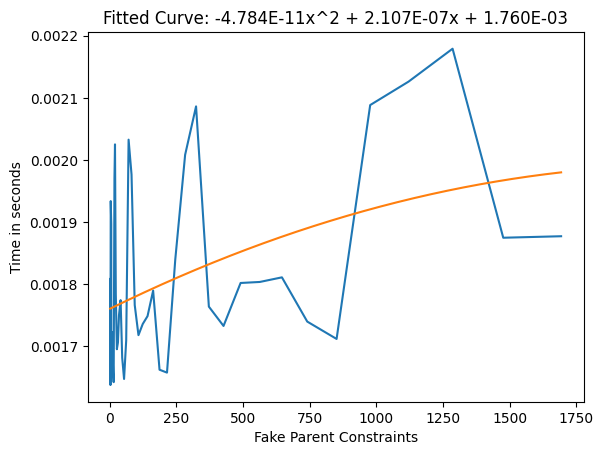 Fitted Curve: -4.784E-11x^2 + 2.107E-07x + 1.760E-03
0.0022
0.0021
0.0020
0.0019
0.0018
0.0017
Time in seconds
0 250 500 750 1000 1250 1500 1750
Fake Parent Constraints